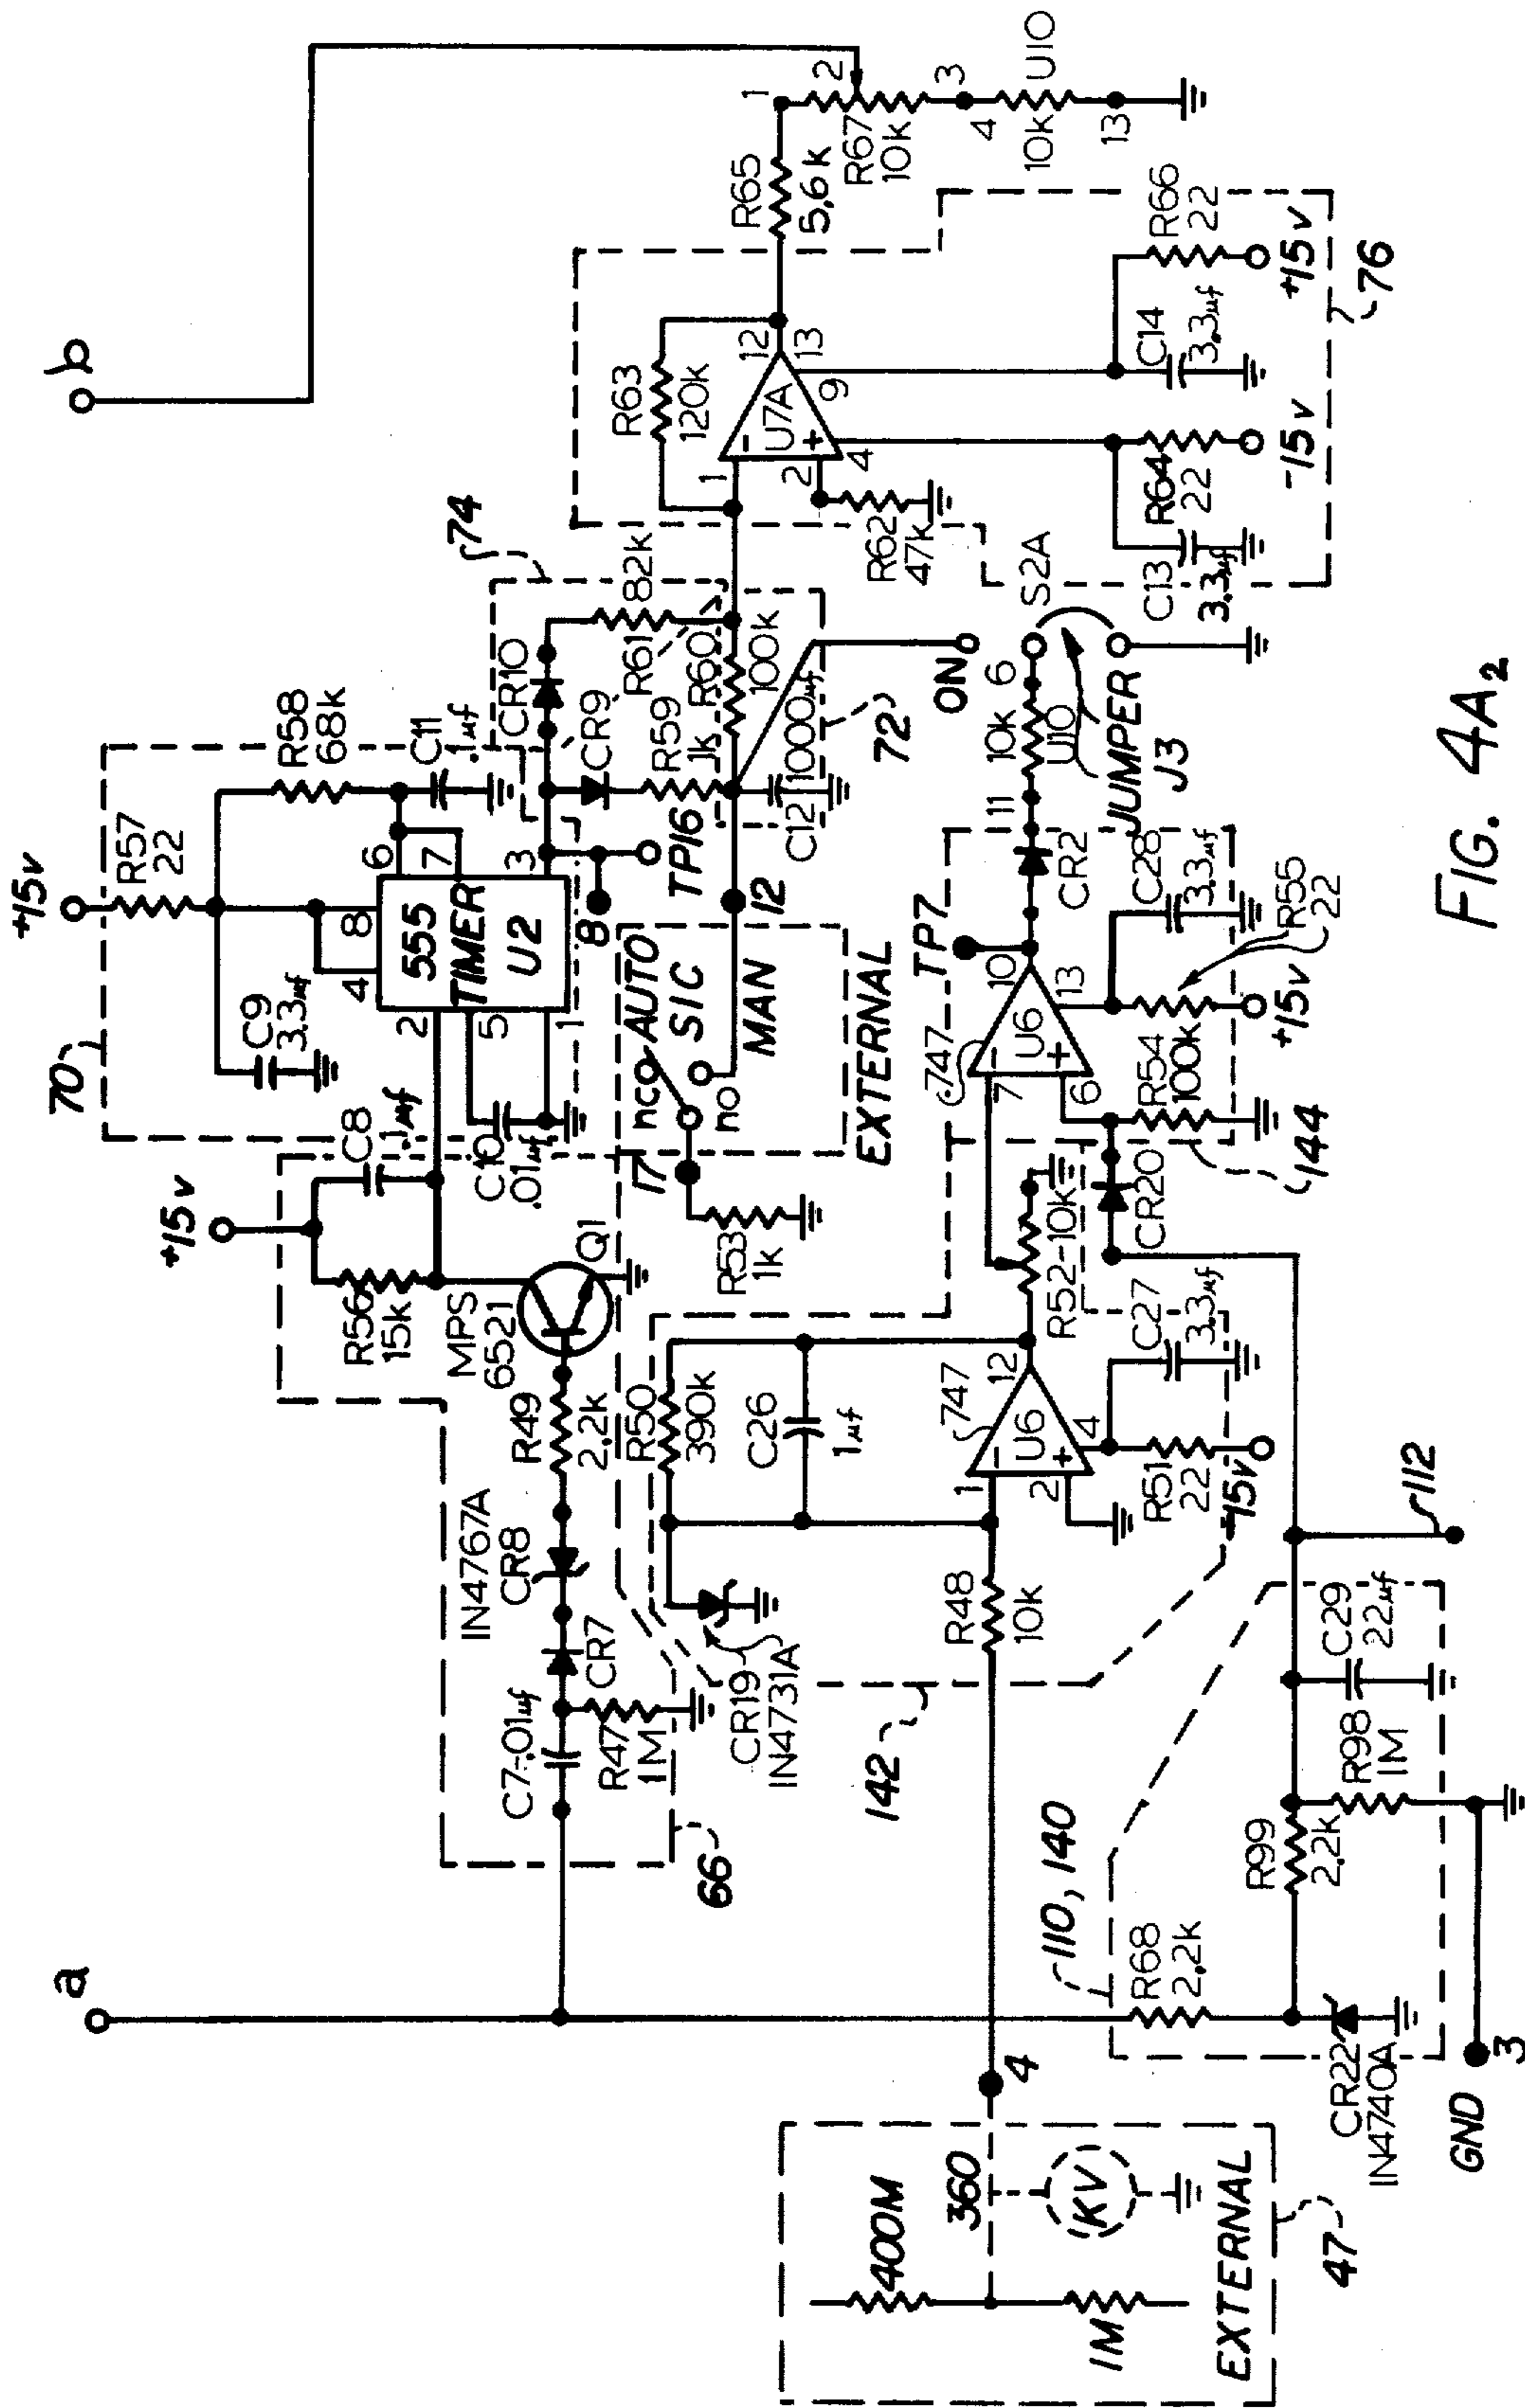 a
b
+15v
+15v
70
C9
3.3µf
R57
22
R58
68k
C11
.1µf
4
8
6
7
555
TIMER
U2
2
5
1
3
C8
.1µf
C10
.01µf
R56
15k
MPS
6521
Q1
R49
2.2k
IN4767A
CR8
CR7
C7-.01µf
R47
1M
66
8
TP16
CR10
CR9
R59
1k
R61
82k
74
R60
100k
C12
1000µf
72
12
17
nc
AUTO
SIC
no
MAN
EXTERNAL
R53
1k
R63
120k
1
2
U7A
-
+
12
13
9
4
R62
47k
R65
5.6k
1
2
R67
10k
3
4
U10
10k
13
C13
3.3µf
R64
22
-15v
C14
3.3µf
R66
22
+15v
76
ON
S2A
6
10k
U10
11
JUMPER
J3
CR2
TP7
747
10
7
U6
-
+
6
13
C28
3.3µf
R55
22
+15v
R54
100k
144
CR20
R52-10k
C27
3.3µf
R50
390k
C26
1µf
747
12
1
2
U6
-
+
4
R51
22
-15v
CR19
IN4731A
R48
10k
142
110, 140
112
C29
22µf
R98
1M
R99
2.2k
R68
2.2k
CR22
IN4740A
GND
3
4
360
KV
400M
1M
EXTERNAL
47
FIG. 4A2